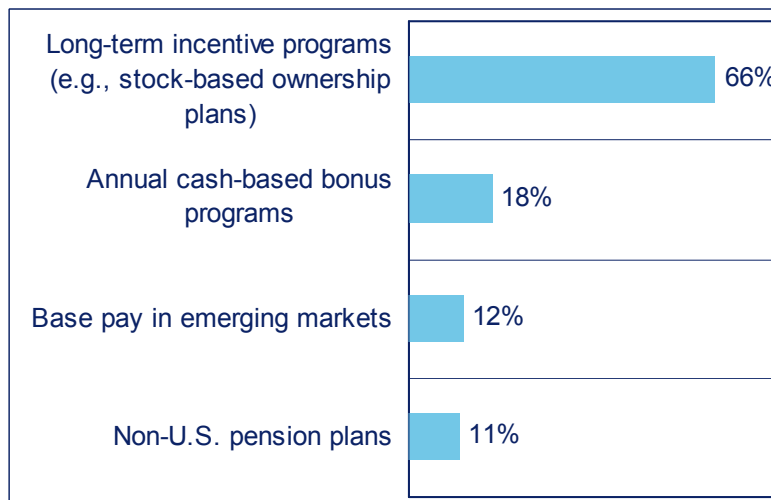 Long-term incentive programs
(e.g., stock-based ownership
plans)
66%
Annual cash-based bonus
programs
18%
Base pay in emerging markets
12%
Non-U.S. pension plans
11%